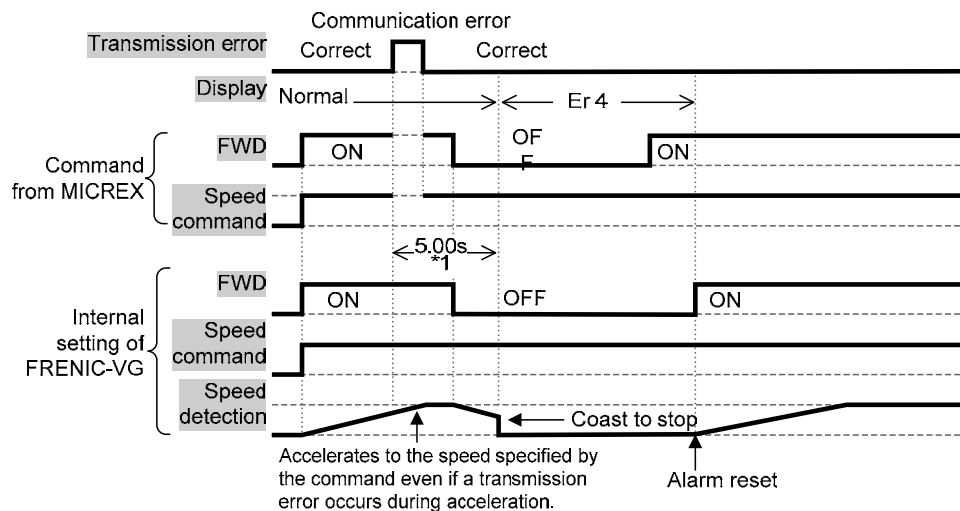 Communication error
Transmission error
Correct
Correct
Display
Normal
Er 4
Command
from MICREX
FWD
ON
OF
F
ON
Speed
command
5.00s
*1
Internal
setting of
FRENIC-VG
FWD
ON
OFF
ON
Speed
command
Speed
detection
Coast to stop
Accelerates to the speed specified by
the command even if a transmission
error occurs during acceleration.
Alarm reset